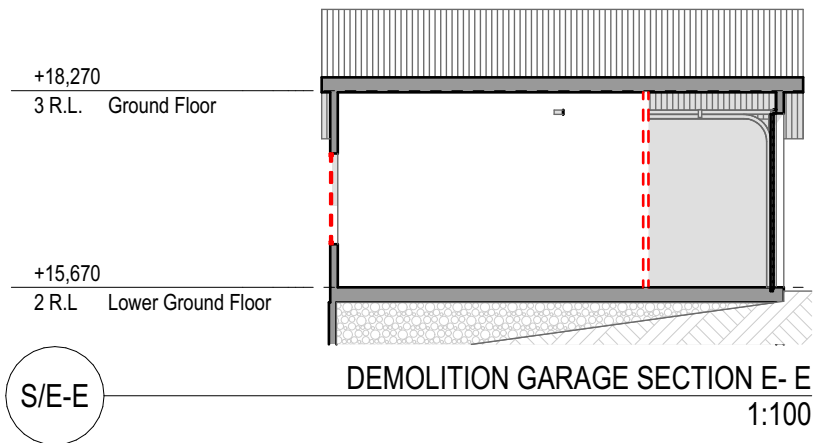 +18,270
3 R.L. Ground Floor
+15,670
2 R.L Lower Ground Floor
S/E-E
DEMOLITION GARAGE SECTION E- E
1:100